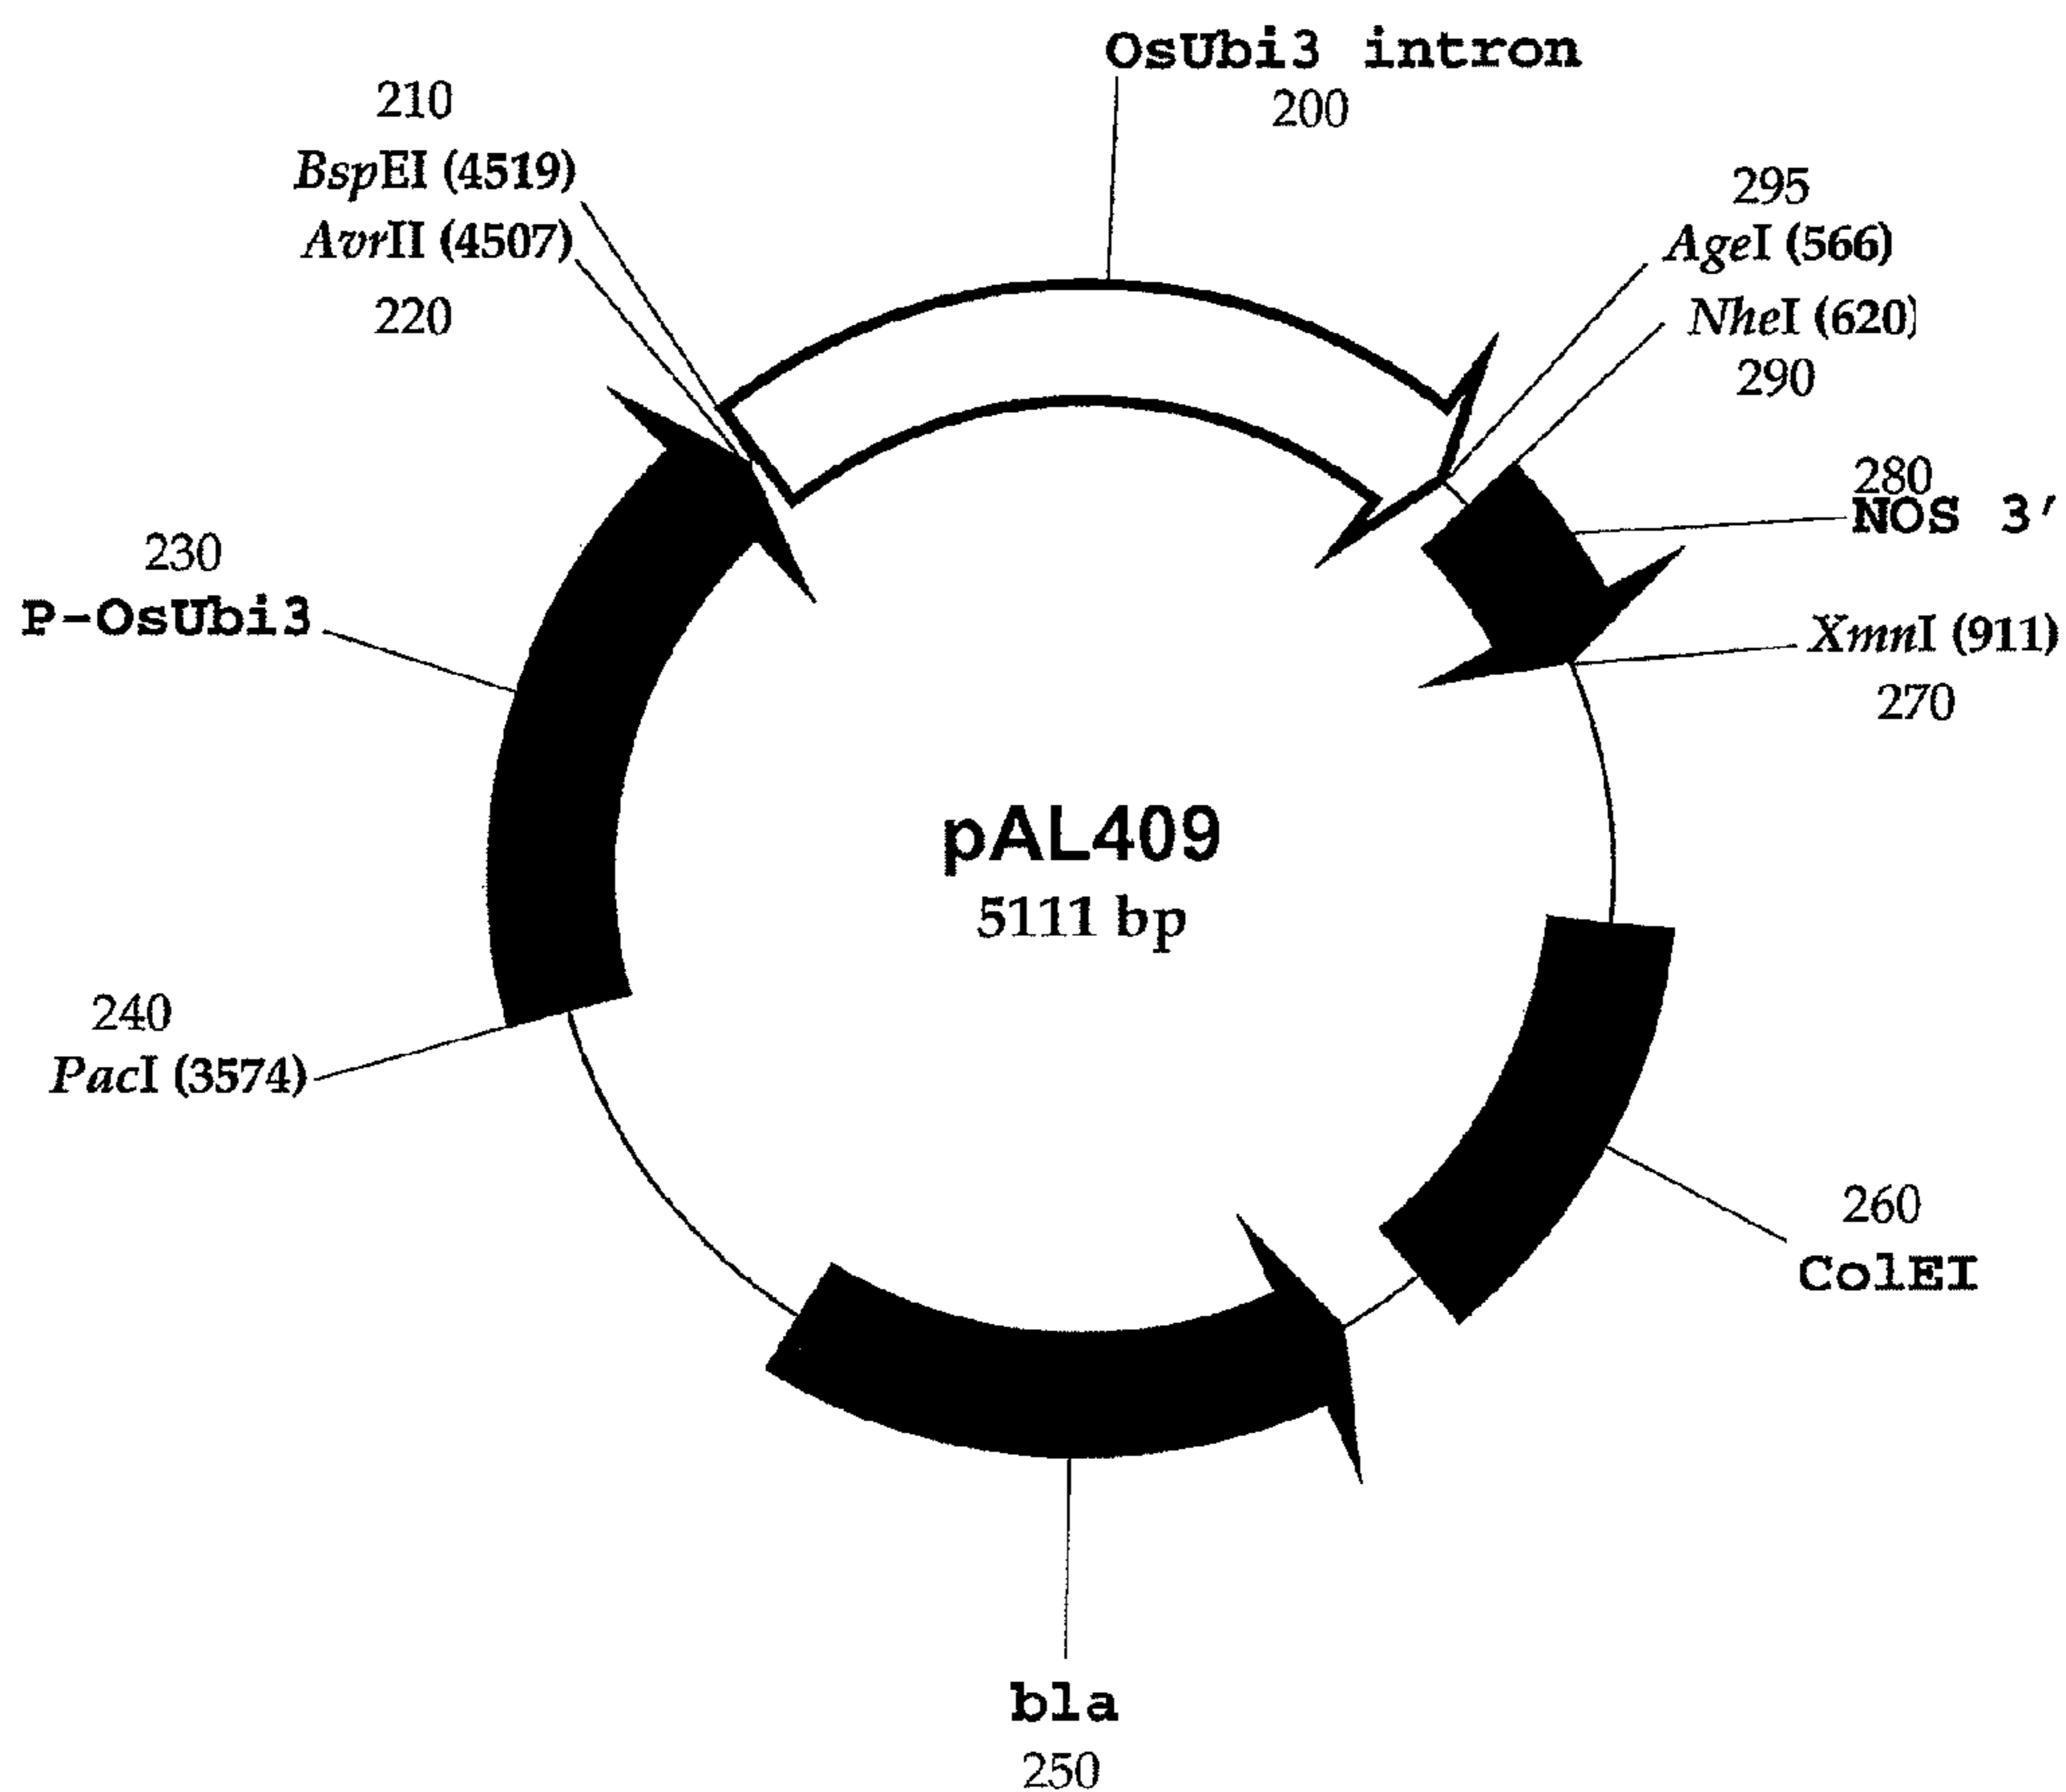 OsUbi3 intron
200
210
BspEI (4519)
AvrII (4507)
220
295
AgeI (566)
NheI (620)
290
280
NOS 3'
XmnI (911)
270
230
P-OsUbi3
pAL409
5111 bp
240
PacI (3574)
260
ColEI
bla
250